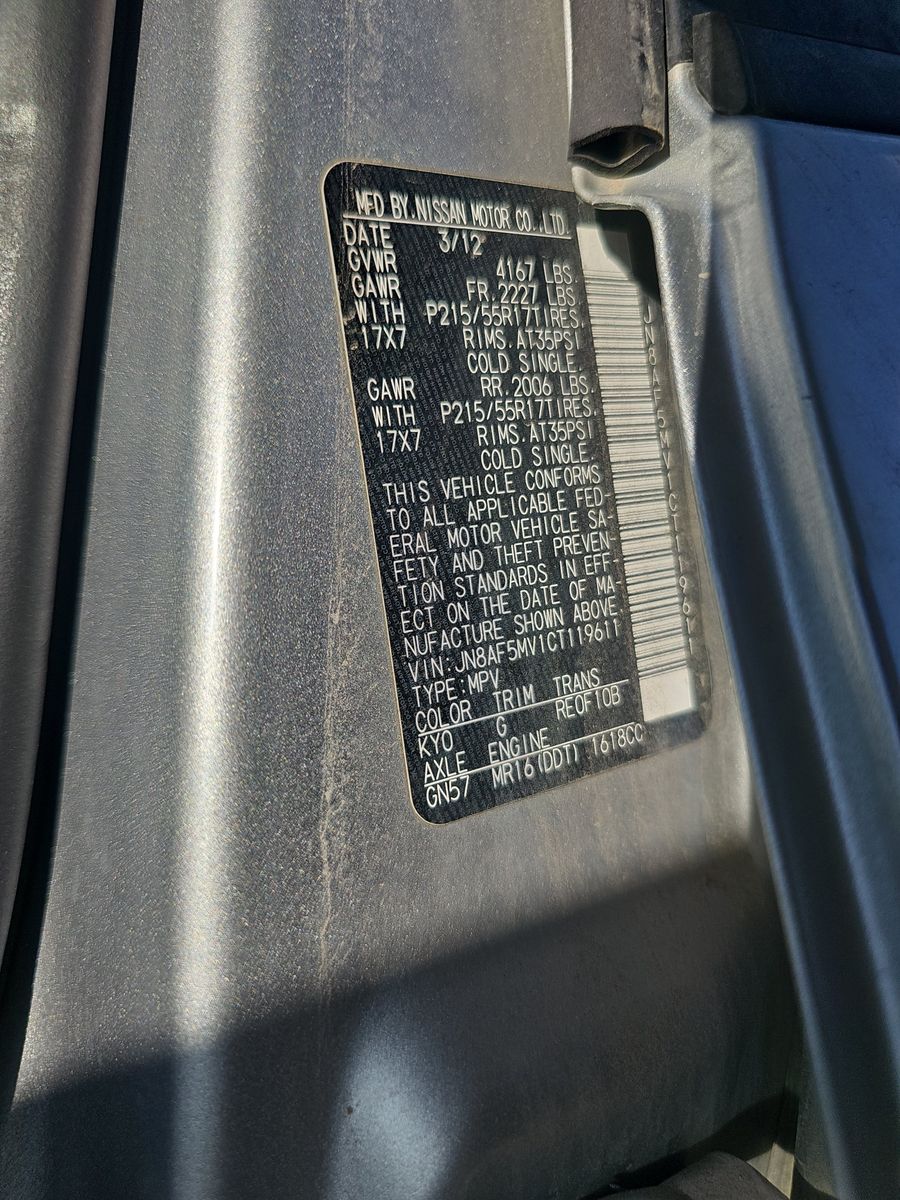 MFD BY NISSAN MOTOR CO.,LTD.
DATE 3/12
GVWR 4167 LBS.
GAWR FR.2227 LBS.
WITH P215/55R17TIRES.
17X7 RIMS.AT35PSI
COLD SINGLE.
GAWR RR.2006 LBS.
WITH P215/55R17TIRES.
17X7 RIMS.AT35PSI
COLD SINGLE.
THIS VEHICLE CONFORMS
TO ALL APPLICABLE FED-
ERAL MOTOR VEHICLE SA-
FETY AND THEFT PREVEN-
TION STANDARDS IN EFF-
ECT ON THE DATE OF MA-
NUFACTURE SHOWN ABOVE.
VIN:JN8AF5MV1CT119611
TYPE:MPV
COLOR TRIM TRANS
KY0 G RE0F10B
AXLE ENGINE
GN57 MR16(DDT) 1618CC
JN8AF5MV1CT119611